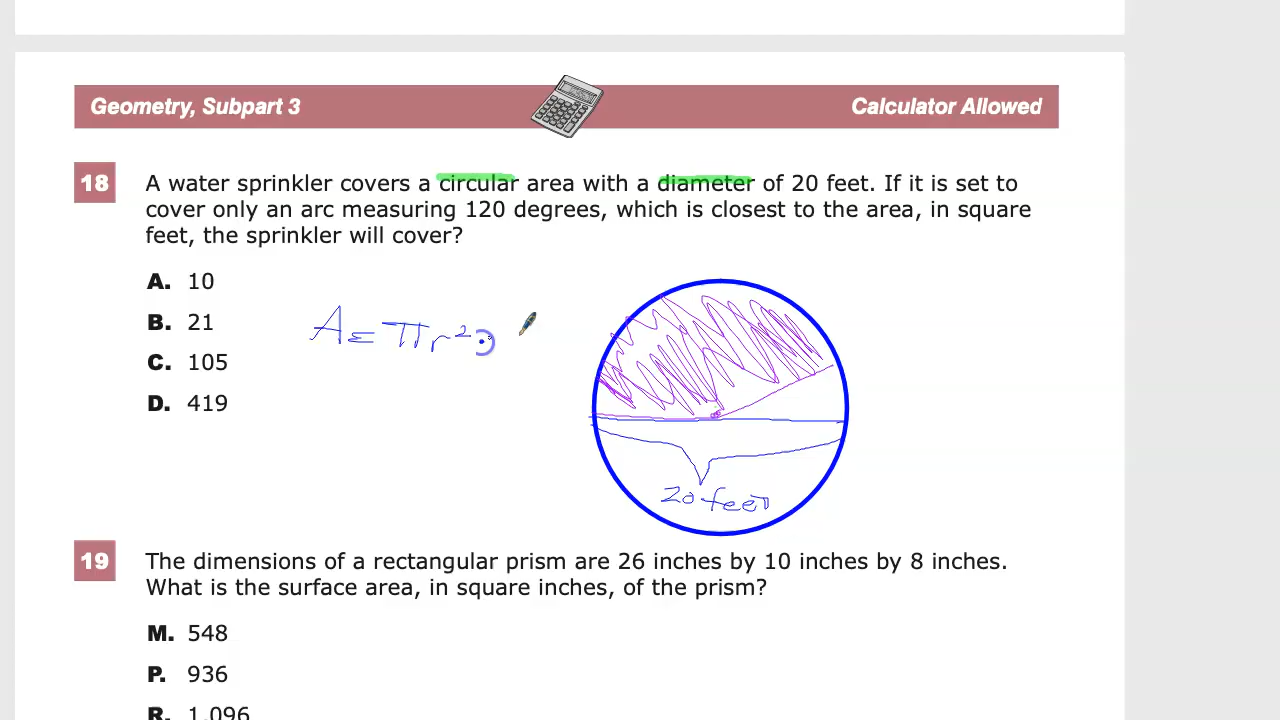 Geometry, Subpart 3
Calculator Allowed
18
A water sprinkler covers a circular area with a diameter of 20 feet. If it is set to
cover only an arc measuring 120 degrees, which is closest to the area, in square
feet, the sprinkler will cover?
A. 10
B. 21
C. 105
D. 419
A = πr² ·
20 feet
19
The dimensions of a rectangular prism are 26 inches by 10 inches by 8 inches.
What is the surface area, in square inches, of the prism?
M. 548
P. 936
R. 1,096